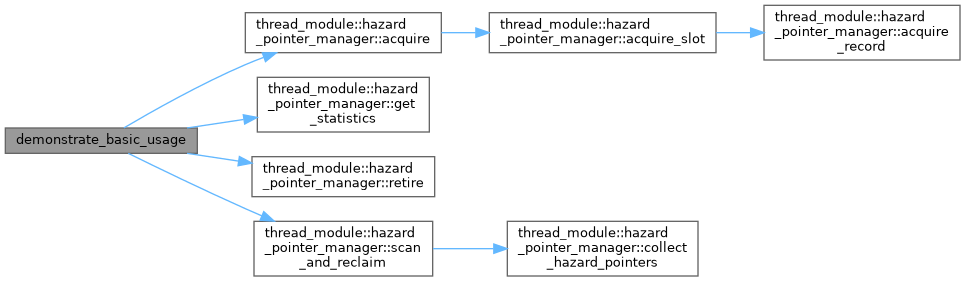 thread_module::hazard
_pointer_manager::acquire
thread_module::hazard
_pointer_manager::acquire_slot
thread_module::hazard
_pointer_manager::acquire
_record
thread_module::hazard
_pointer_manager::get
_statistics
demonstrate_basic_usage
thread_module::hazard
_pointer_manager::retire
thread_module::hazard
_pointer_manager::scan
_and_reclaim
thread_module::hazard
_pointer_manager::collect
_hazard_pointers